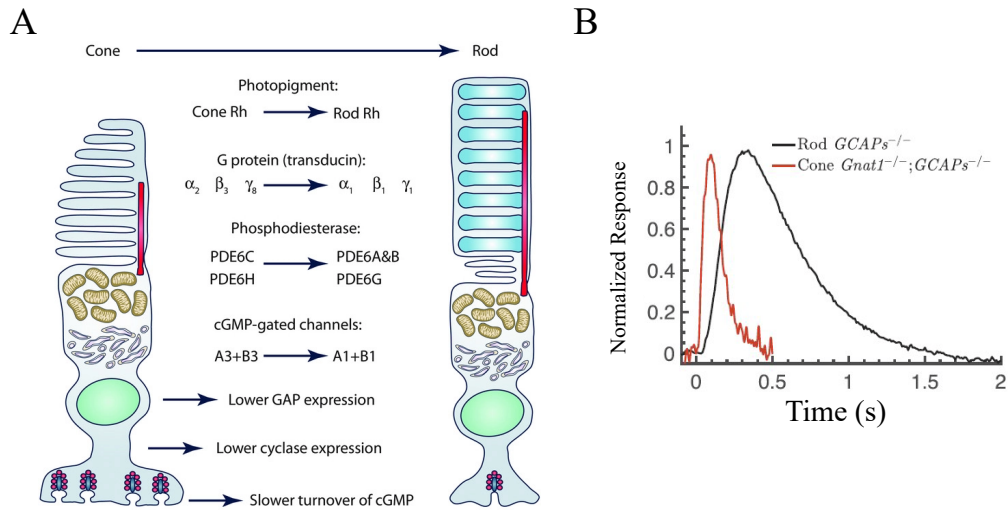 A
Cone Rod
Photopigment:
Cone Rh Rod Rh
G protein (transducin):
α₂ β₃ γ₈ α₁ β₁ γ₁
Phosphodiesterase:
PDE6C PDE6A&B
PDE6H PDE6G
cGMP-gated channels:
A3+B3 A1+B1
Lower GAP expression
Lower cyclase expression
Slower turnover of cGMP
B
Rod GCAPs⁻/⁻
Cone Gnat1⁻/⁻;GCAPs⁻/⁻
Normalized Response
1
0.8
0.6
0.4
0.2
0
0 0.5 1 1.5 2
Time (s)